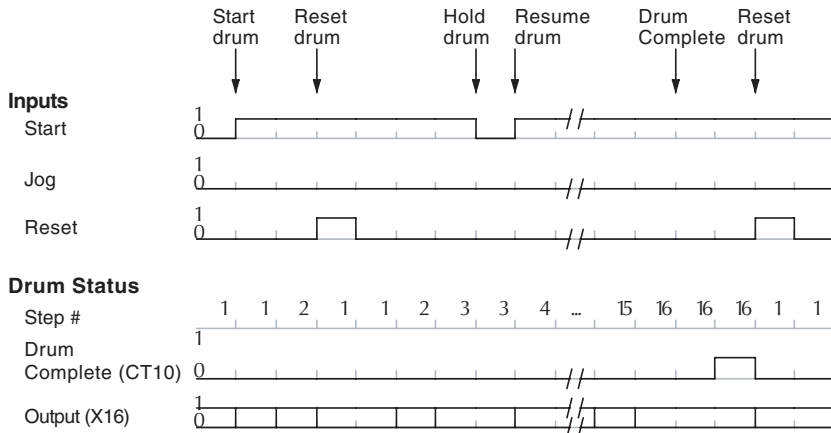 Start drum
Reset drum
Hold drum
Resume drum
Drum Complete
Reset drum
Inputs
Start
1
0
Jog
1
0
Reset
1
0
Drum Status
Step #
1 1 2 1 1 2 3 3 4 ... 15 16 16 16 1 1
Drum
Complete (CT10)
1
0
Output (X16)
1
0